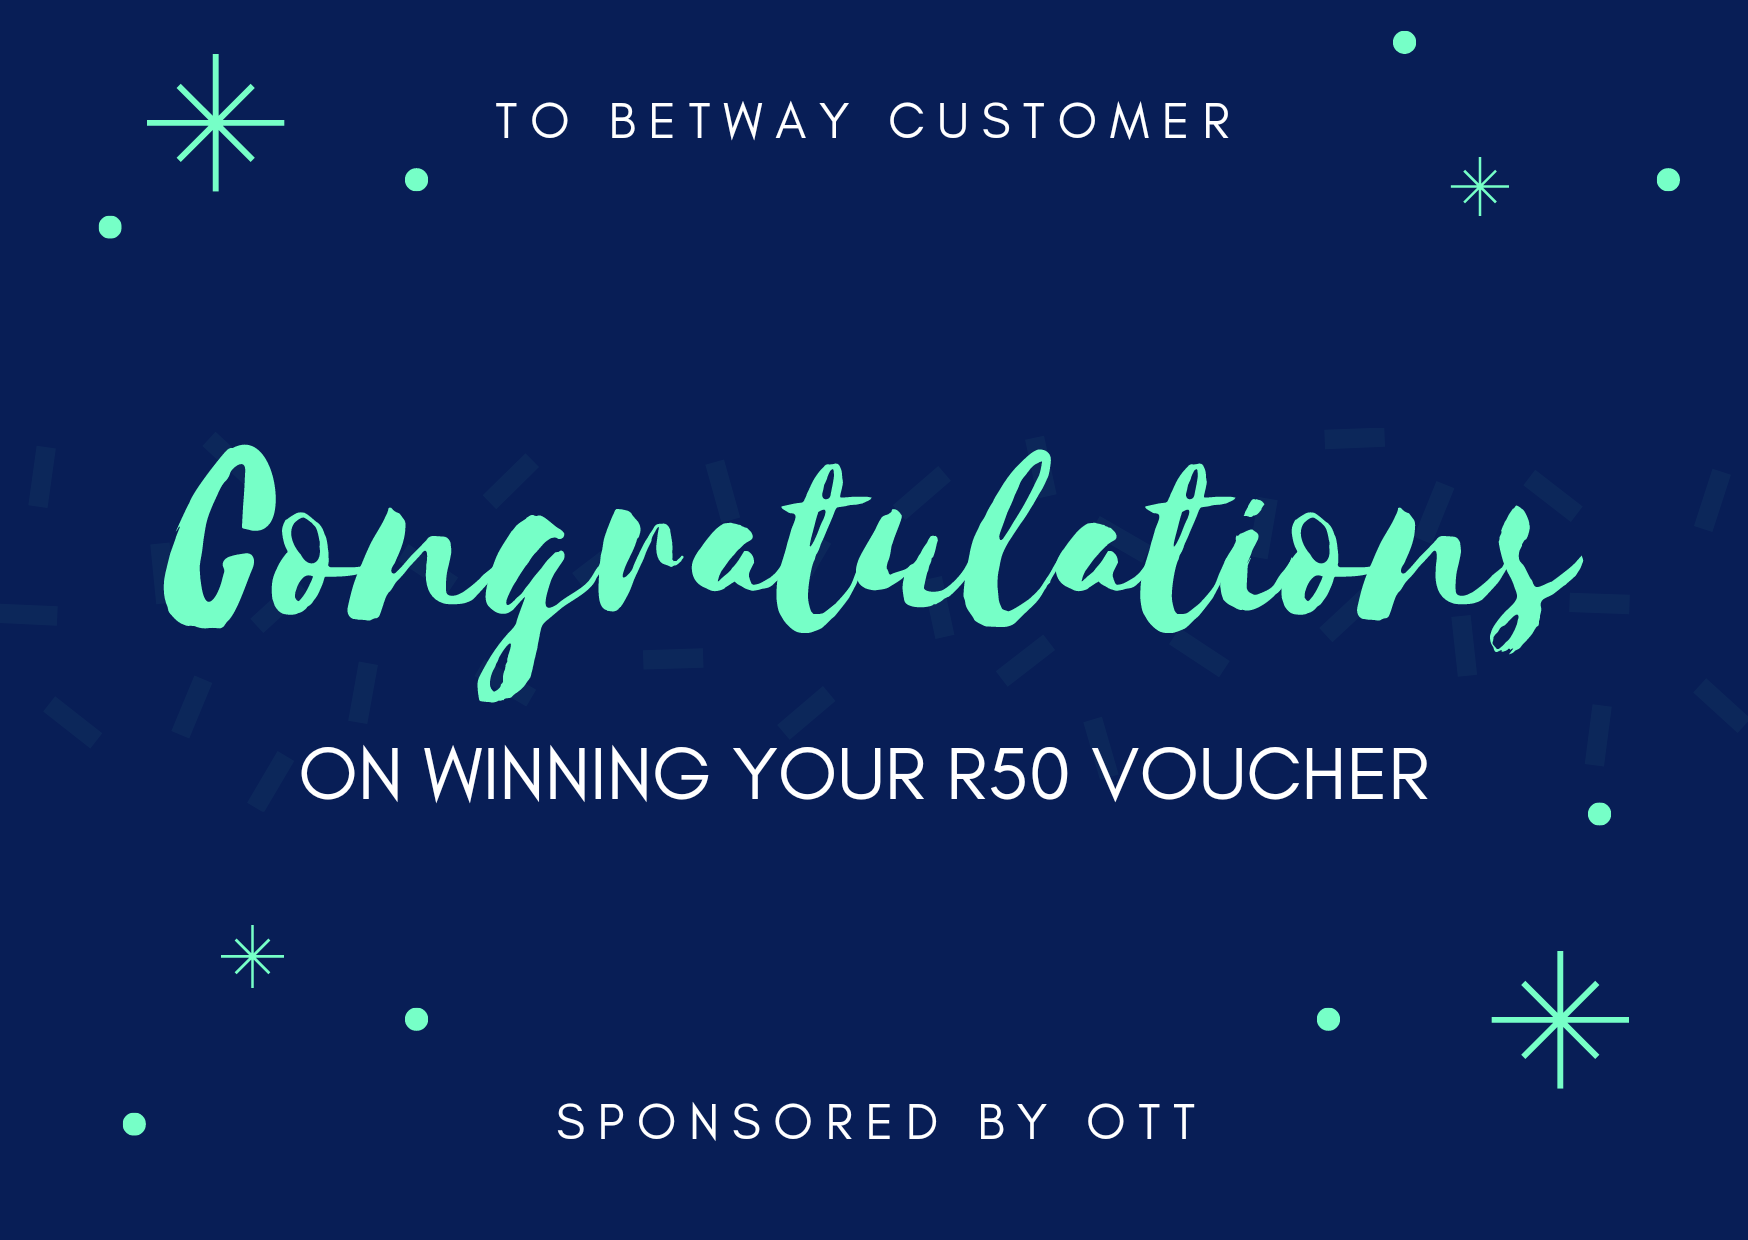 TO BETWAY CUSTOMER
Congratulations
ON WINNING YOUR R50 VOUCHER
SPONSORED BY OTT